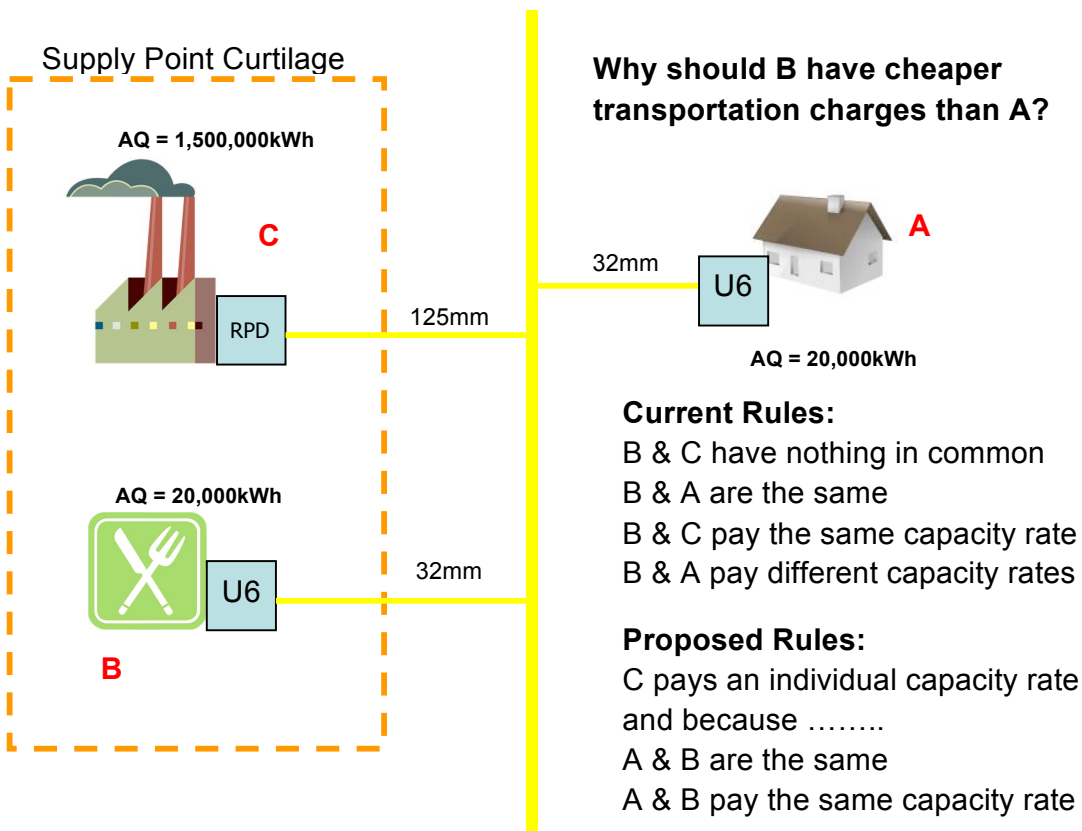 Supply Point Curtilage
AQ = 1,500,000kWh
C
RPD
125mm
AQ = 20,000kWh
U6
32mm
B
Why should B have cheaper
transportation charges than A?
A
32mm
U6
AQ = 20,000kWh
Current Rules:
B & C have nothing in common
B & A are the same
B & C pay the same capacity rate
B & A pay different capacity rates
Proposed Rules:
C pays an individual capacity rate
and because ........
A & B are the same
A & B pay the same capacity rate